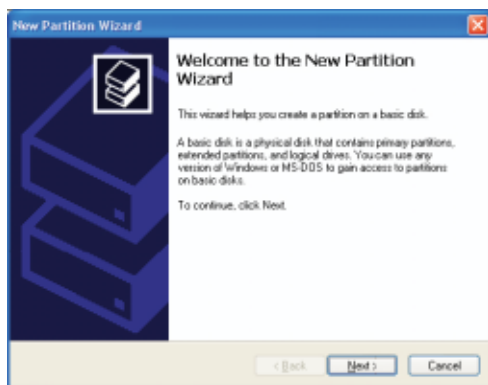 New Partition Wizard
Welcome to the New Partition
Wizard
This wizard helps you create a partition on a basic disk.
A basic disk is a physical disk that contains primary partitions,
extended partitions, and logical drives. You can use any
version of Windows or MS-DOS to gain access to partitions
on basic disks.
To continue, click Next.
< Back Next > Cancel